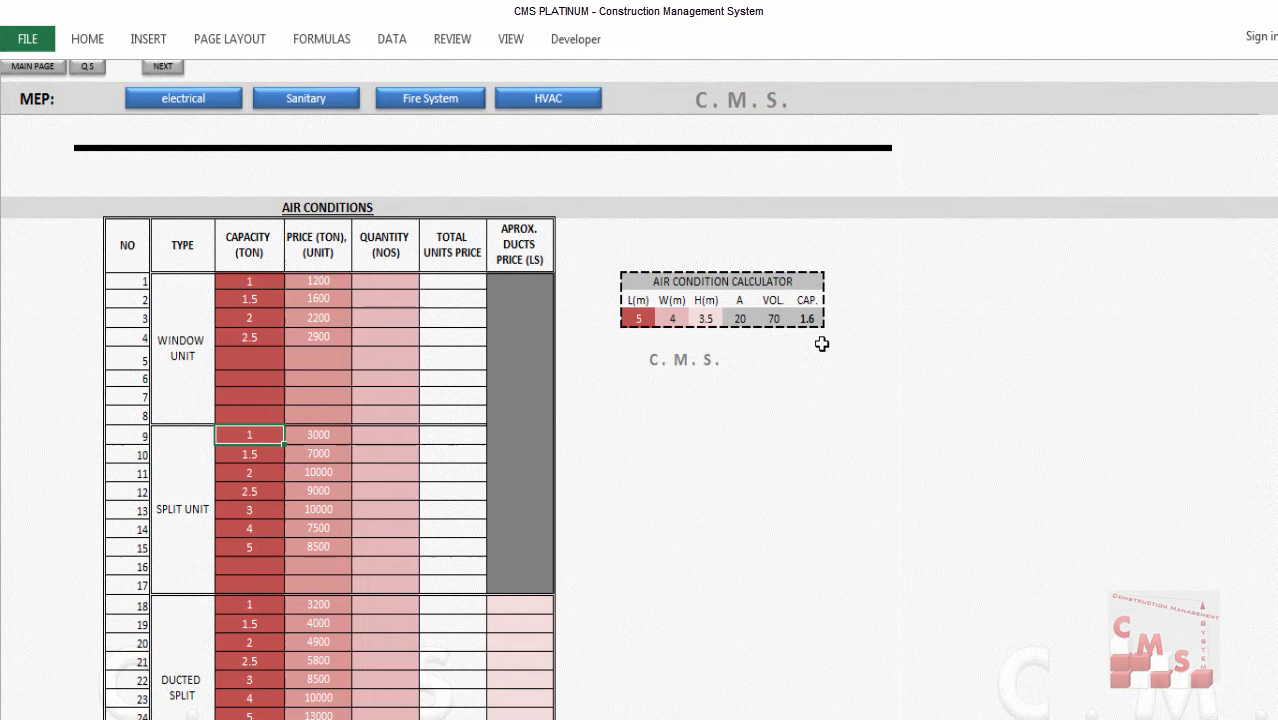 CMS PLATINUM - Construction Management System
FILE HOME INSERT PAGE LAYOUT FORMULAS DATA REVIEW VIEW Developer Sign in
MAIN PAGE Q S NEXT
MEP: electrical Sanitary Fire System HVAC C . M . S .
AIR CONDITIONS
NO TYPE CAPACITY (TON) PRICE (TON), (UNIT) QUANTITY (NOS) TOTAL UNITS PRICE APROX. DUCTS PRICE (LS)
1 1 1200
2 1.5 1600
3 2 2200
4 2.5 2900
WINDOW UNIT
5
6
7
8
9 1 3000
10 1.5 7000
11 2 10000
12 2.5 9000
13 SPLIT UNIT 3 10000
14 4 7500
15 5 8500
16
17
18 1 3200
19 1.5 4000
20 2 4900
21 2.5 5800
22 3 8500
DUCTED SPLIT
23 4 10000
24 5 13000
AIR CONDITION CALCULATOR
L(m) W(m) H(m) A VOL. CAP.
5 4 3.5 20 70 1.6
C . M . S .
CONSTRUCTION MANAGEMENT
SYSTEM
C M S